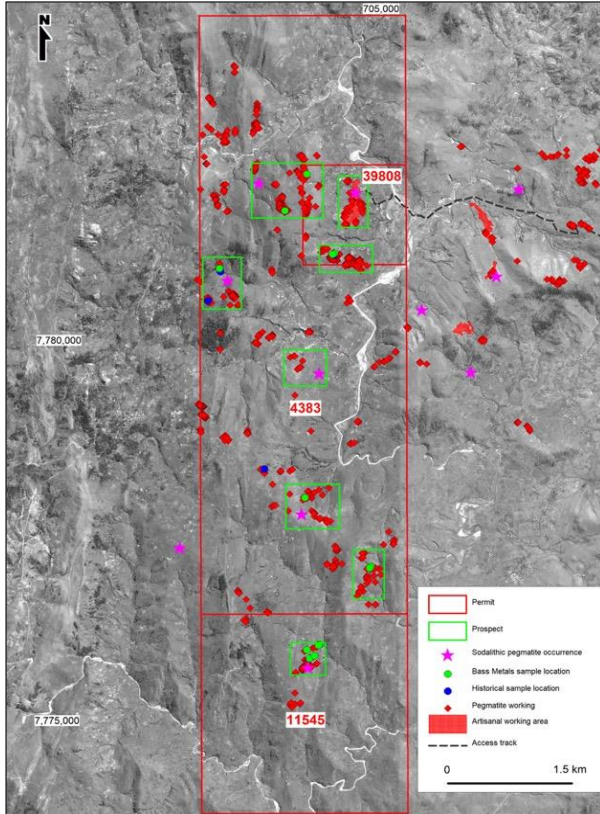 705,000
N
39808
7,780,000
4383
7,775,000
11545
Permit
Prospect
Sodalithic pegmatite occurrence
Bass Metals sample location
Historical sample location
Pegmatite working
Artisanal working area
Access track
0 1.5 km